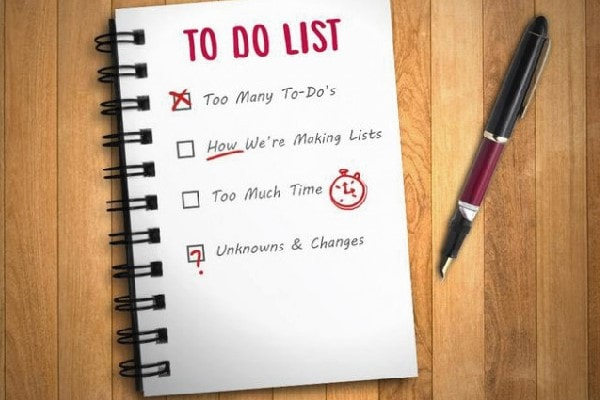 TO DO LIST
Too Many To-Do's
How We're Making Lists
Too Much Time
Unknowns & Changes
?